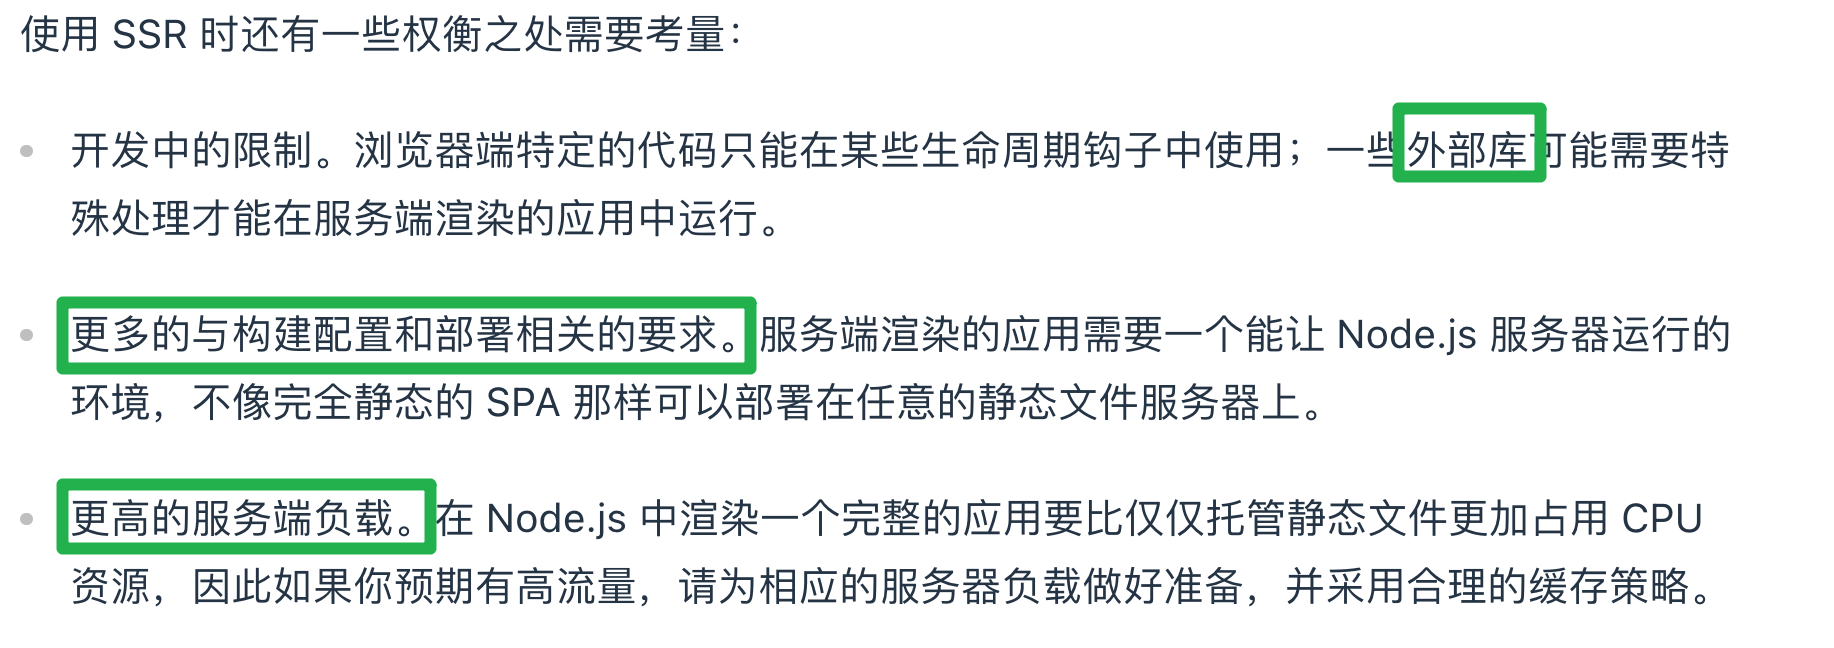 使用 SSR 时还有一些权衡之处需要考量：
开发中的限制。浏览器端特定的代码只能在某些生命周期钩子中使用；一些外部库可能需要特
殊处理才能在服务端渲染的应用中运行。
更多的与构建配置和部署相关的要求。服务端渲染的应用需要一个能让 Node.js 服务器运行的
环境，不像完全静态的 SPA 那样可以部署在任意的静态文件服务器上。
更高的服务端负载。在 Node.js 中渲染一个完整的应用要比仅仅托管静态文件更加占用 CPU
资源，因此如果你预期有高流量，请为相应的服务器负载做好准备，并采用合理的缓存策略。